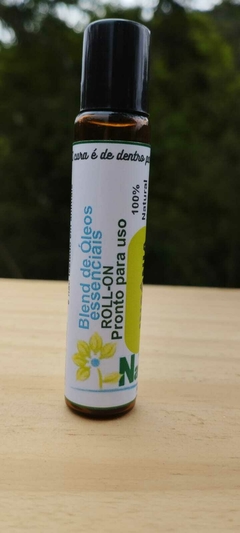 cura é de dentro
100%
Natural
Blend de Óleos
essenciais
ROLL-ON
Pronto para uso